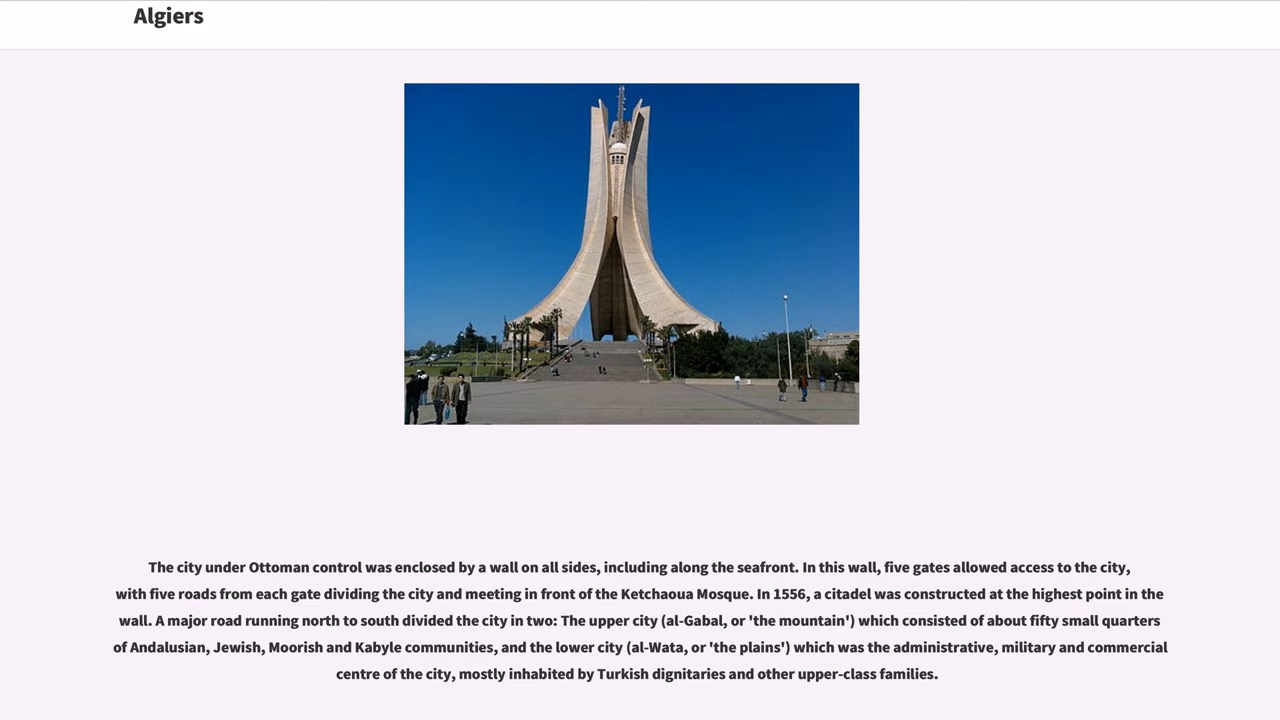 Algiers
The city under Ottoman control was enclosed by a wall on all sides, including along the seafront. In this wall, five gates allowed access to the city,
with five roads from each gate dividing the city and meeting in front of the Ketchaoua Mosque. In 1556, a citadel was constructed at the highest point in the
wall. A major road running north to south divided the city in two: The upper city (al-Gabal, or 'the mountain') which consisted of about fifty small quarters
of Andalusian, Jewish, Moorish and Kabyle communities, and the lower city (al-Wata, or 'the plains') which was the administrative, military and commercial
centre of the city, mostly inhabited by Turkish dignitaries and other upper-class families.